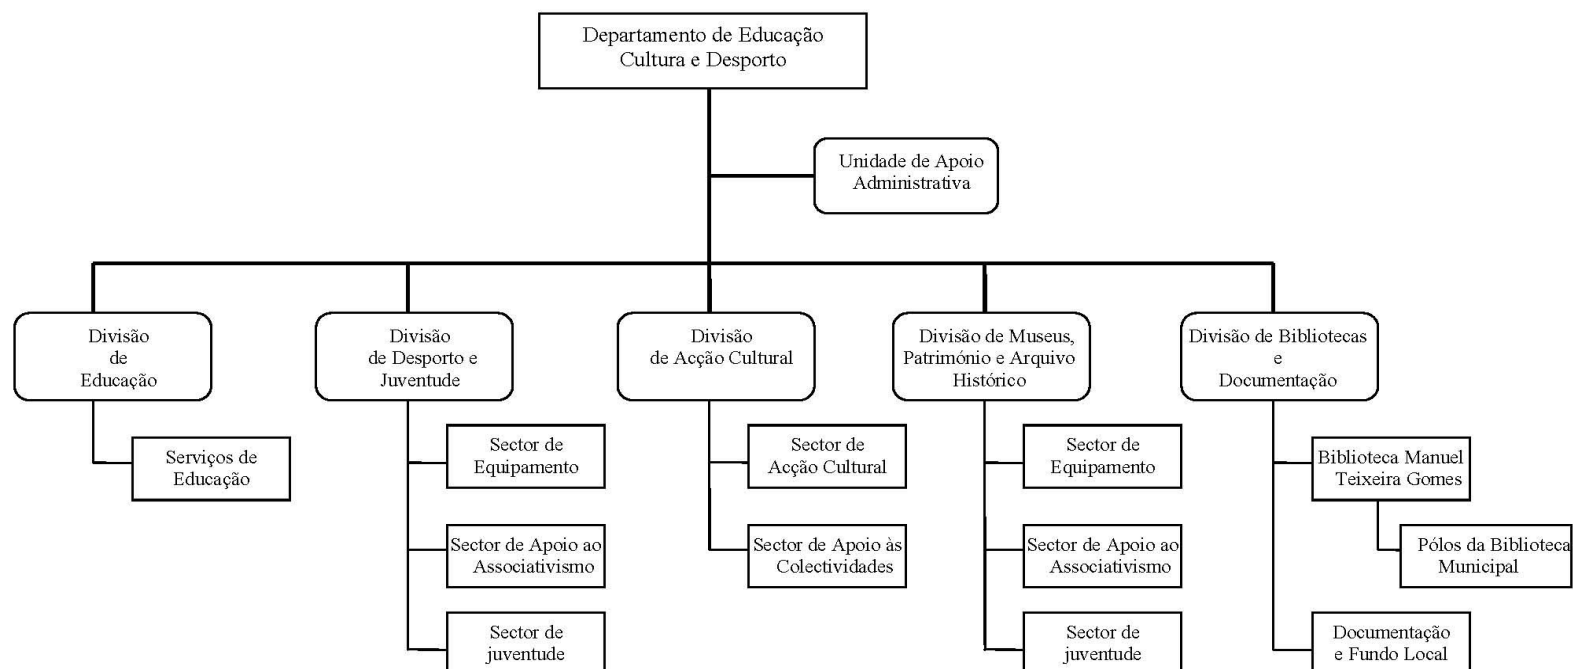 Departamento de Educação
Cultura e Desporto
Unidade de Apoio
Administrativa
Divisão
de
Educação
Divisão
de Desporto e
Juventude
Divisão
de Acção Cultural
Divisão de Museus,
Património e Arquivo
Histórico
Divisão de Bibliotecas
e
Documentação
Serviços de
Educação
Sector de
Equipamento
Sector de Apoio ao
Associativismo
Sector de
juventude
Sector de
Acção Cultural
Sector de Apoio às
Colectividades
Sector de
Equipamento
Sector de Apoio ao
Associativismo
Sector de
juventude
Biblioteca Manuel
Teixeira Gomes
Pólos da Biblioteca
Municipal
Documentação
e Fundo Local